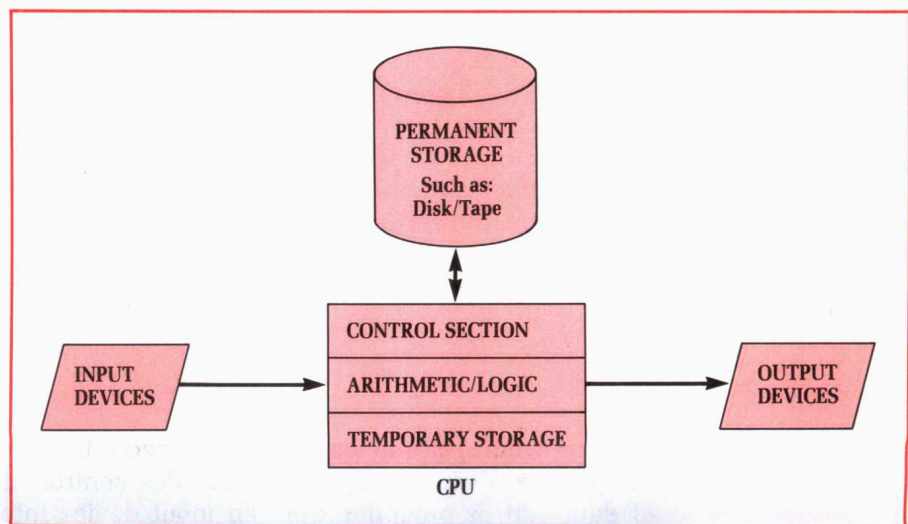 PERMANENT
STORAGE
Such as:
Disk/Tape
CONTROL SECTION
INPUT
DEVICES
ARITHMETIC/LOGIC
OUTPUT
DEVICES
TEMPORARY STORAGE
CPU